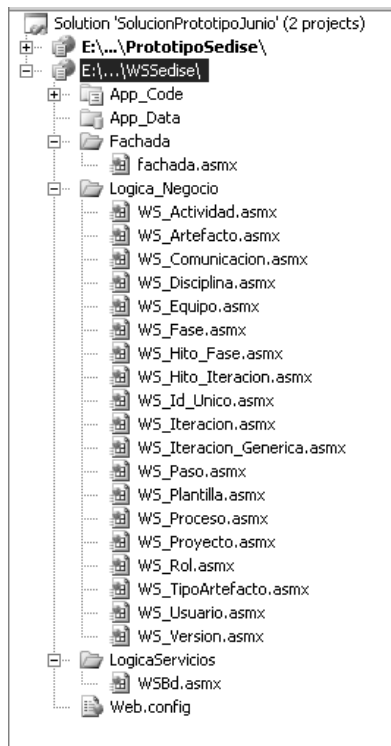 Solution 'SolucionPrototipoJunio' (2 projects)
E:\...\PrototipoSedise\
E:\...\WSSedise\
App_Code
App_Data
Fachada
fachada.asmx
Logica_Negocio
WS_Actividad.asmx
WS_Artefacto.asmx
WS_Comunicacion.asmx
WS_Disciplina.asmx
WS_Equipo.asmx
WS_Fase.asmx
WS_Hito_Fase.asmx
WS_Hito_Iteracion.asmx
WS_Id_Unico.asmx
WS_Iteracion.asmx
WS_Iteracion_Generica.asmx
WS_Paso.asmx
WS_Plantilla.asmx
WS_Proceso.asmx
WS_Proyecto.asmx
WS_Rol.asmx
WS_TipoArtefacto.asmx
WS_Usuario.asmx
WS_Version.asmx
LogicaServicios
WSBd.asmx
Web.config